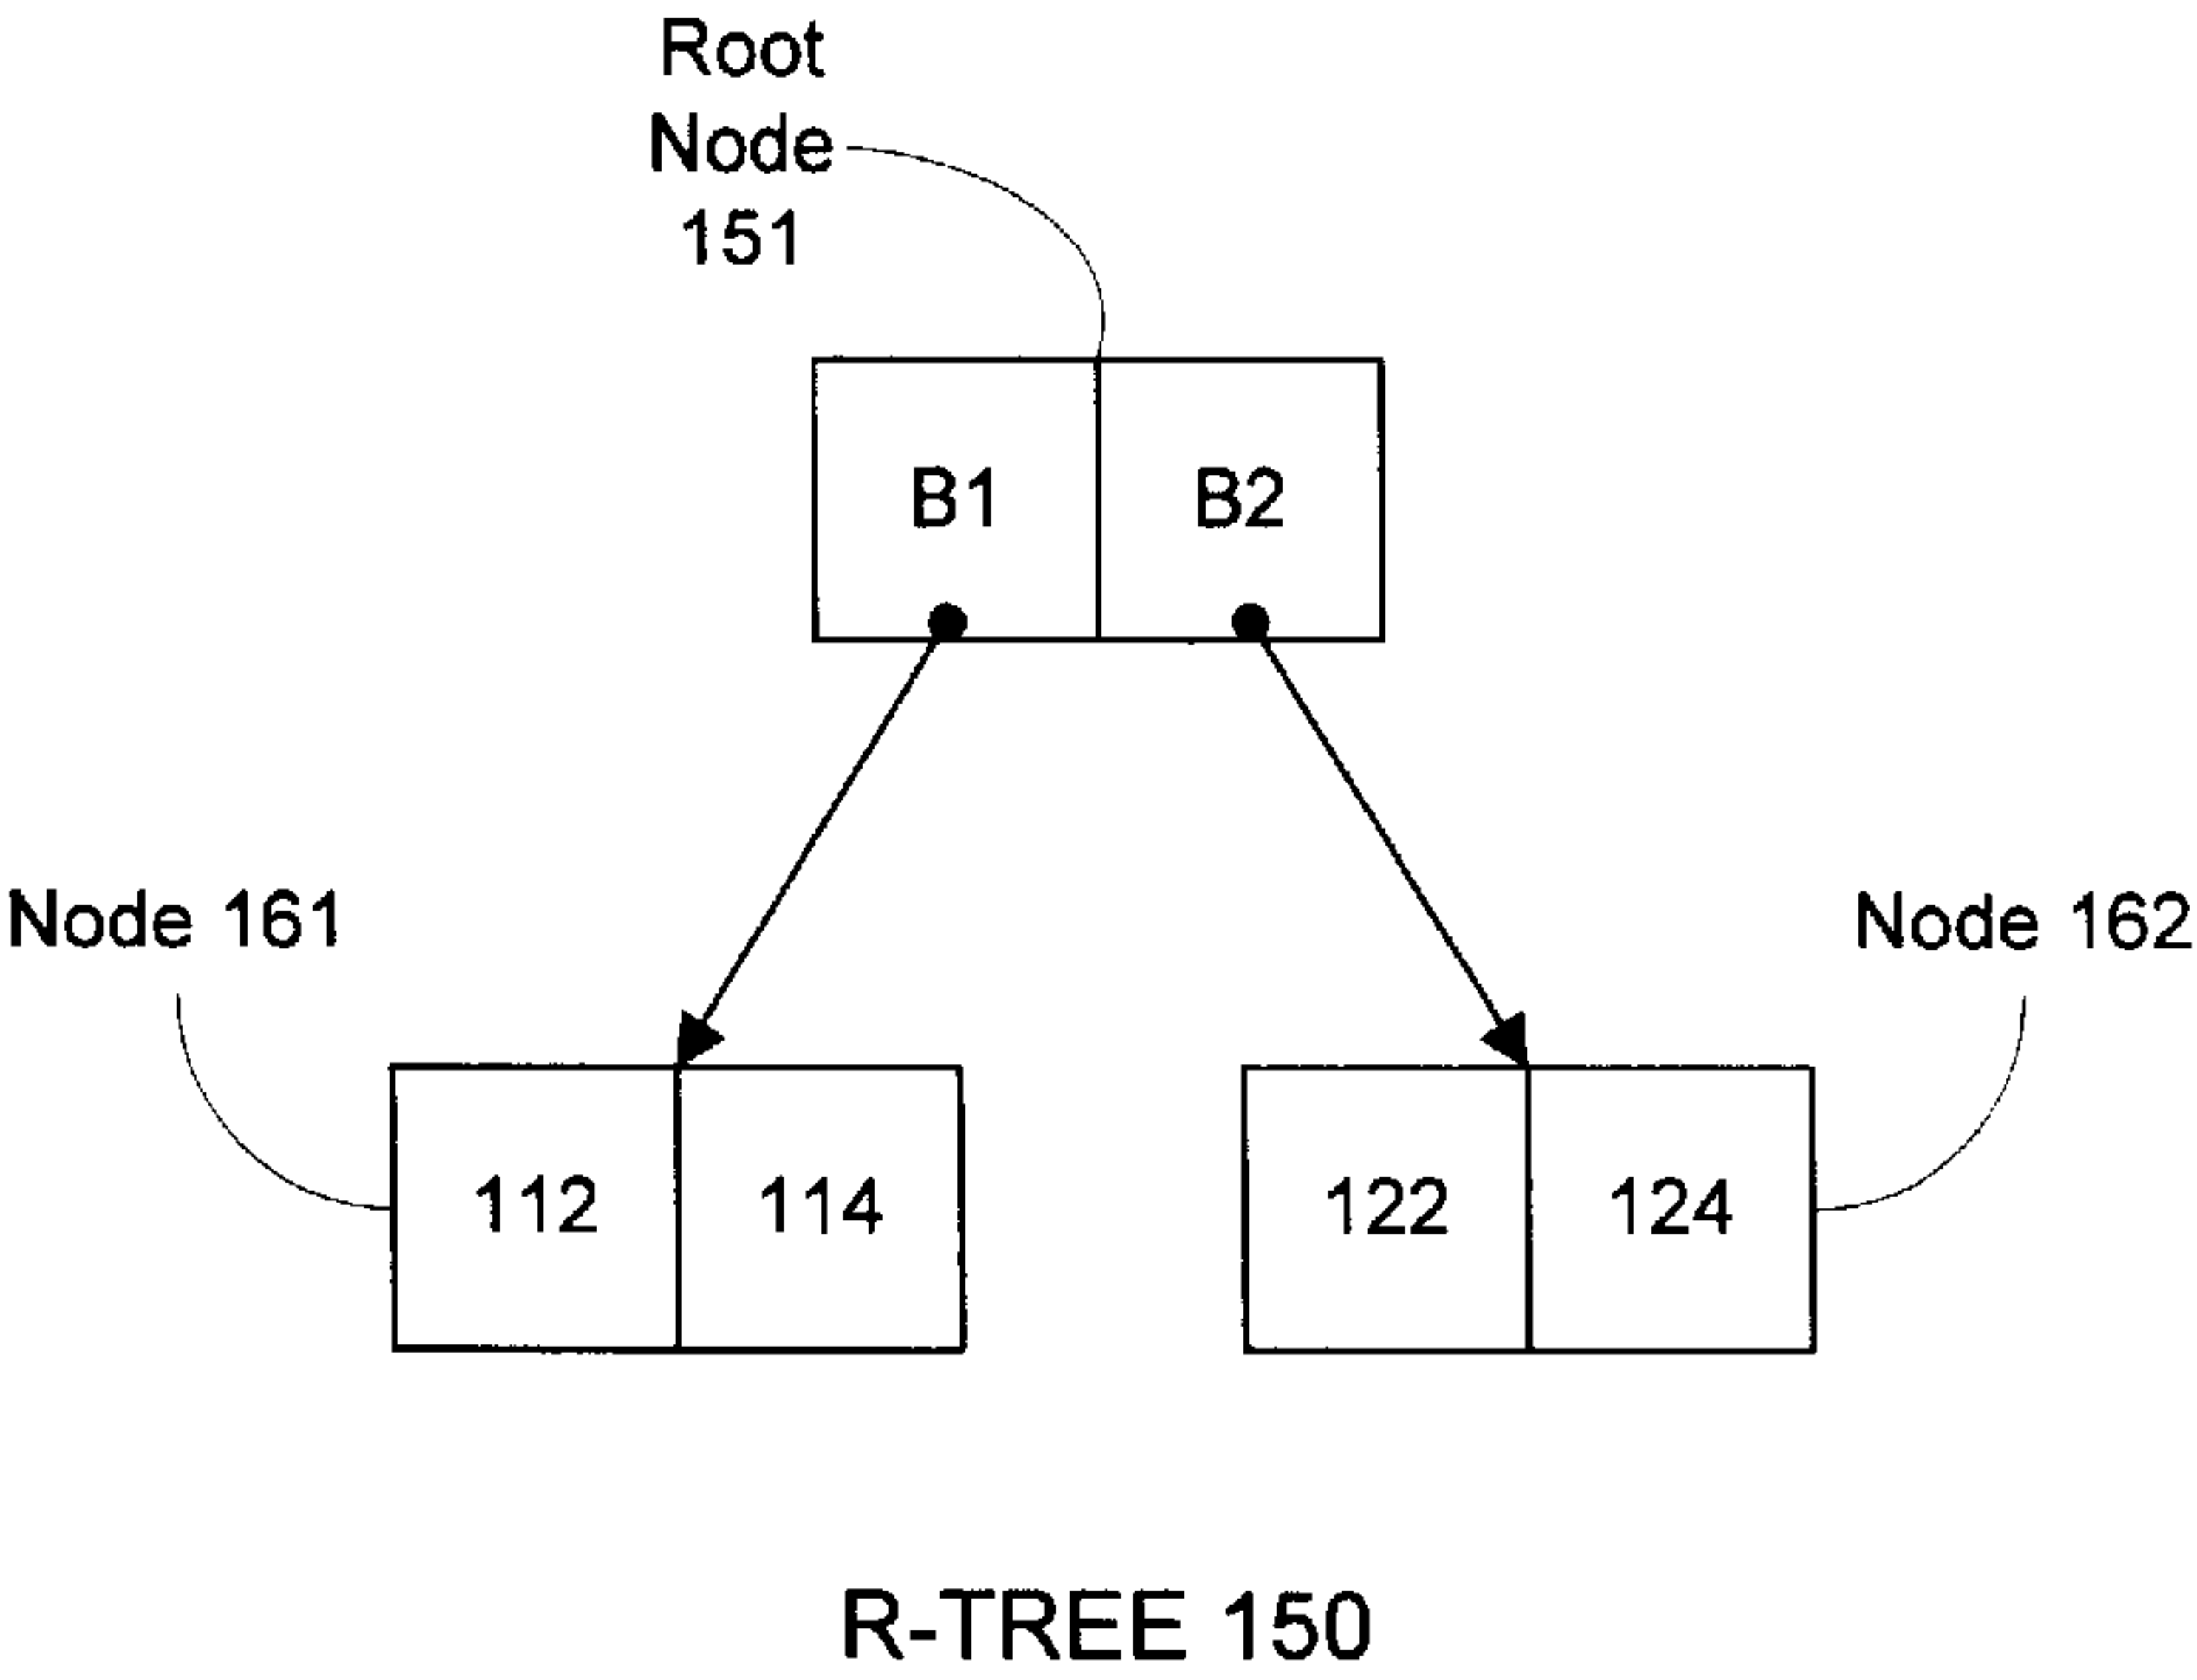 Root
Node
151
B1 B2
Node 161
Node 162
112 114
122 124
R-TREE 150